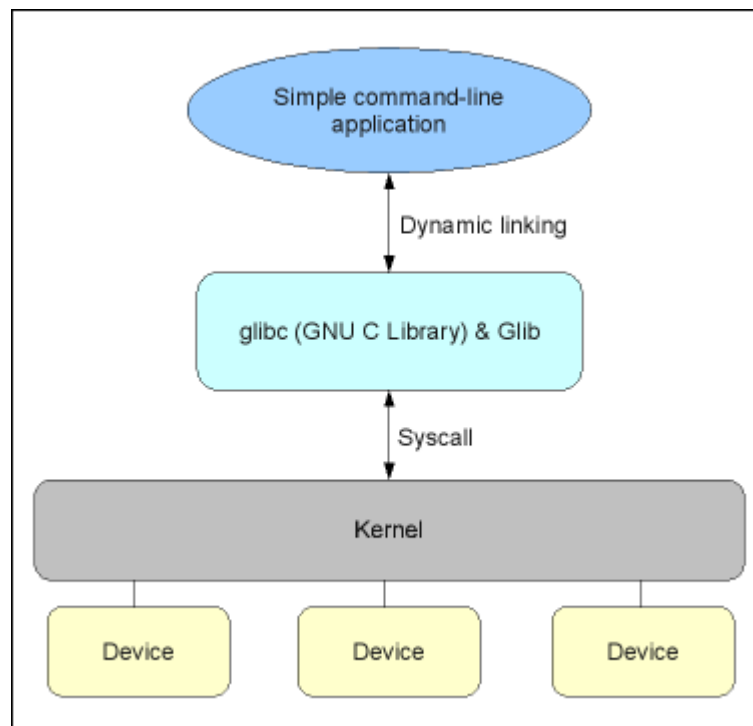 Simple command-line
application
Dynamic linking
glibc (GNU C Library) & Glib
Syscall
Kernel
Device
Device
Device